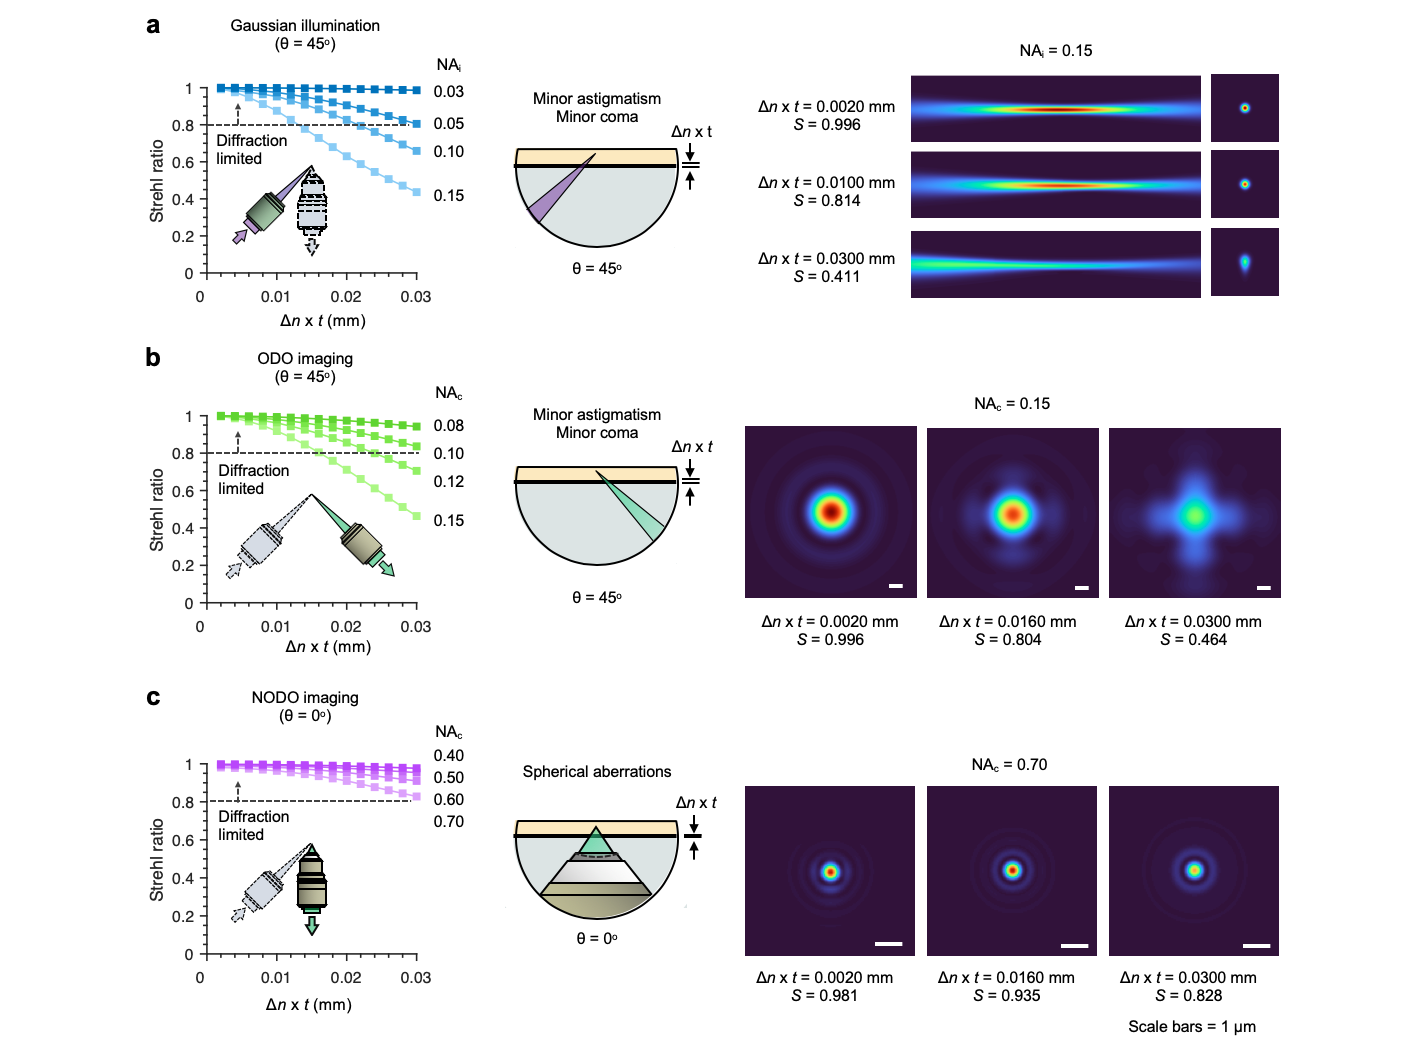 a
Gaussian illumination
(θ = 45º)
NAi
1
0.8
0.6
0.4
0.2
0
Strehl ratio
Diffraction
limited
0.03
0.05
0.10
0.15
0
0.01
0.02
0.03
Δn x t (mm)
Minor astigmatism
Minor coma
Δn x t
θ = 45º
NAi = 0.15
Δn x t = 0.0020 mm
S = 0.996
Δn x t = 0.0100 mm
S = 0.814
Δn x t = 0.0300 mm
S = 0.411
b
ODO imaging
(θ = 45º)
NAc
1
0.8
0.6
0.4
0.2
0
Strehl ratio
Diffraction
limited
0.08
0.10
0.12
0.15
0
0.01
0.02
0.03
Δn x t (mm)
Minor astigmatism
Minor coma
Δn x t
θ = 45º
NAc = 0.15
Δn x t = 0.0020 mm
S = 0.996
Δn x t = 0.0160 mm
S = 0.804
Δn x t = 0.0300 mm
S = 0.464
c
NODO imaging
(θ = 0º)
NAc
1
0.8
0.6
0.4
0.2
0
Strehl ratio
Diffraction
limited
0.40
0.50
0.60
0.70
0
0.01
0.02
0.03
Δn x t (mm)
Spherical aberrations
Δn x t
θ = 0º
NAc = 0.70
Δn x t = 0.0020 mm
S = 0.981
Δn x t = 0.0160 mm
S = 0.935
Δn x t = 0.0300 mm
S = 0.828
Scale bars = 1 µm